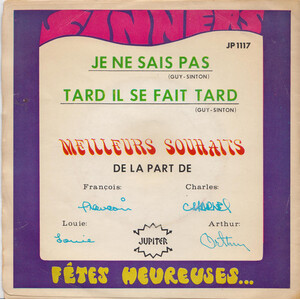 SINNERS
JP 1117
JE NE SAIS PAS
(GUY-SINTON)
TARD IL SE FAIT TARD
(GUY-SINTON)
MEILLEURS SOUHAITS
DE LA PART DE
François: Charles:
François Charles
Louie: Arthur:
Louie Arthur
JUPITER
FÊTES HEUREUSES...